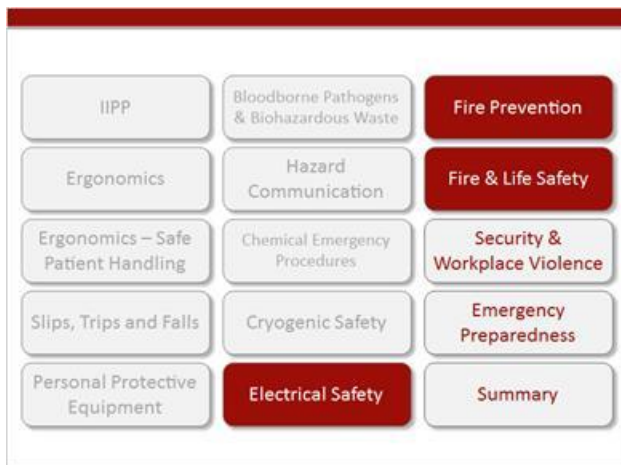 IIPP
Ergonomics
Ergonomics – Safe
Patient Handling
Slips, Trips and Falls
Personal Protective
Equipment
Bloodborne Pathogens
& Biohazardous Waste
Hazard
Communication
Chemical Emergency
Procedures
Cryogenic Safety
Electrical Safety
Fire Prevention
Fire & Life Safety
Security &
Workplace Violence
Emergency
Preparedness
Summary